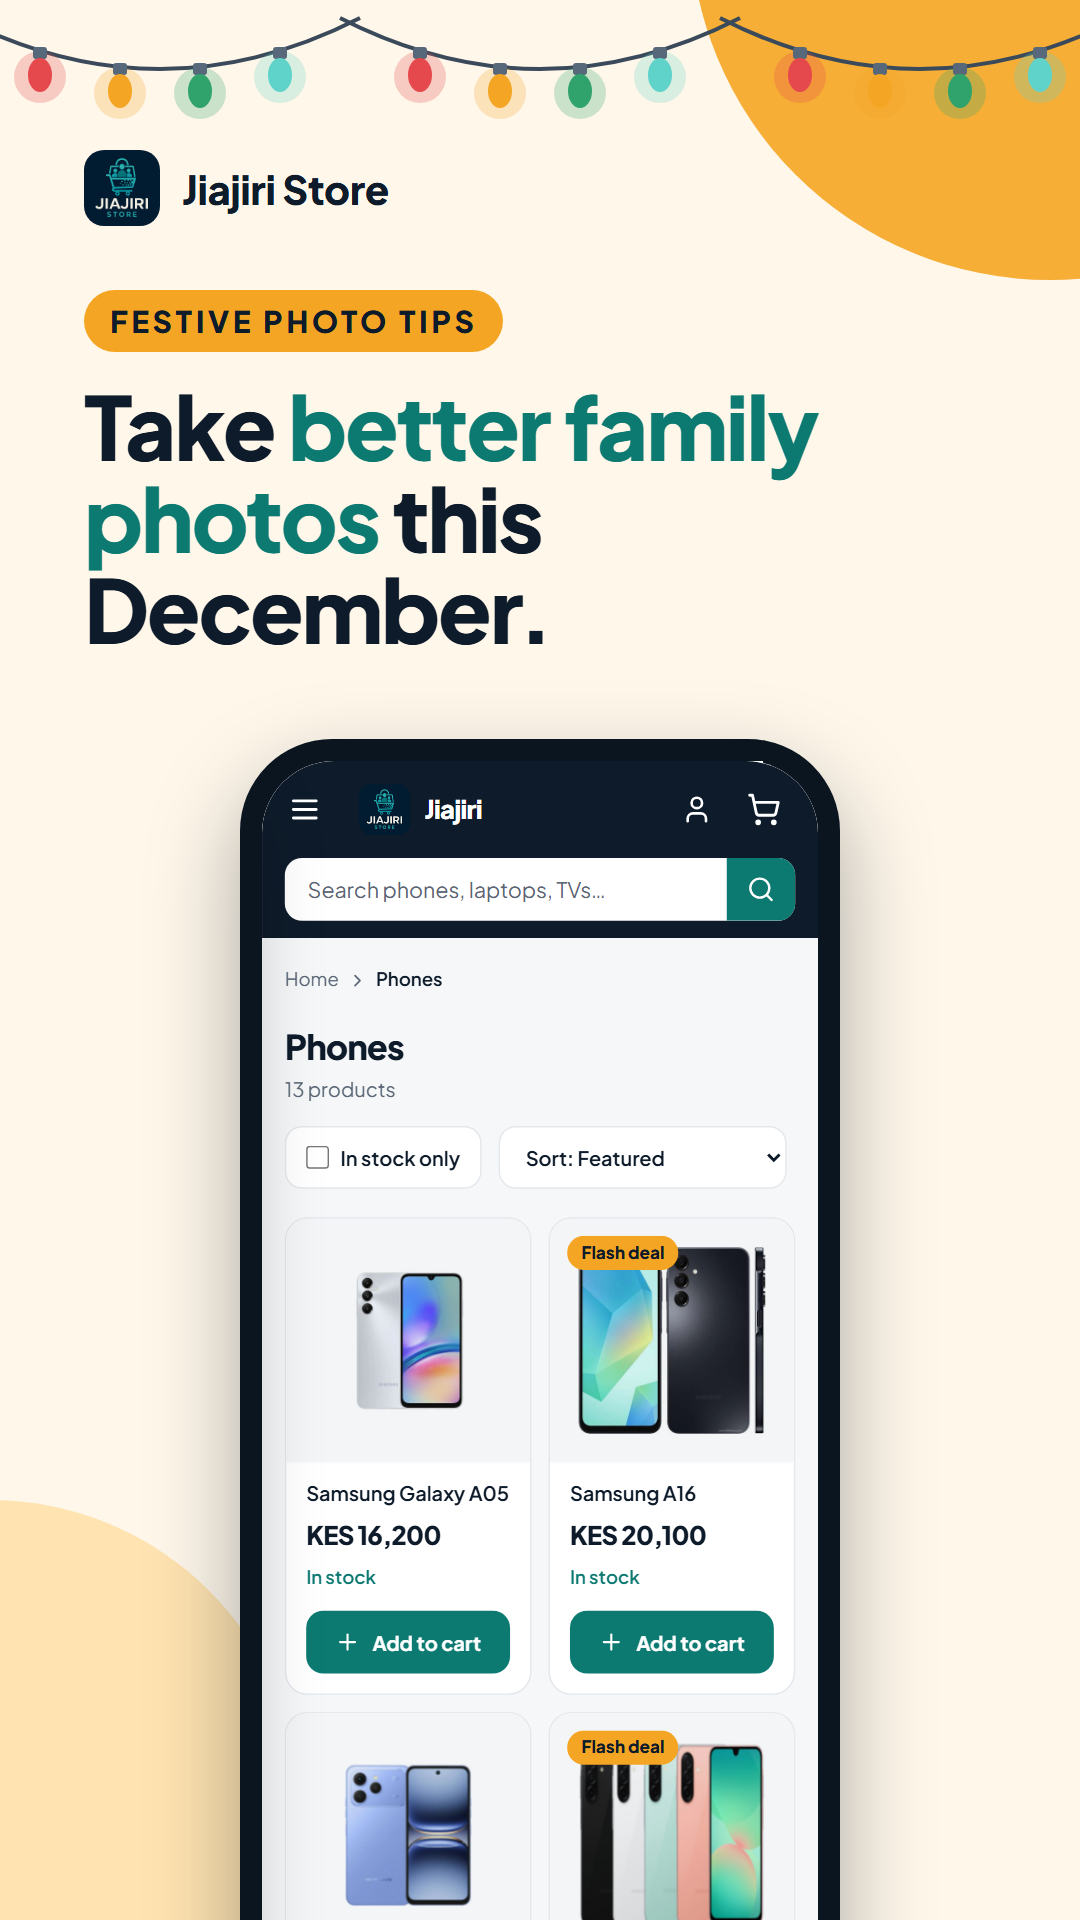 JIAJIRI
STORE
Jiajiri Store
FESTIVE PHOTO TIPS
Take better family
photos this
December.
JIAJIRI
STORE
Jiajiri
Search phones, laptops, TVs...
Home > Phones
Phones
13 products
In stock only
Sort: Featured
Flash deal
Samsung Galaxy A05
Samsung A16
KES 16,200
KES 20,100
In stock
In stock
+ Add to cart
+ Add to cart
Flash deal